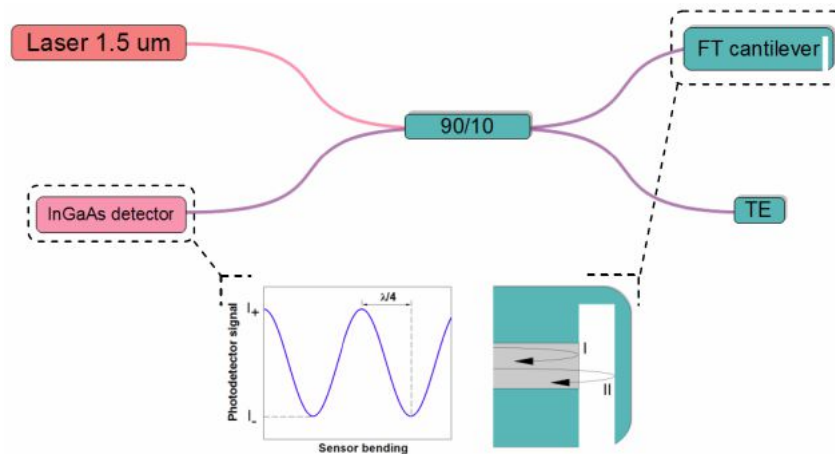 Laser 1.5 um
FT cantilever
90/10
InGaAs detector
TE
λ/4
I+
Photodetector signal
I-
Sensor bending
I
II